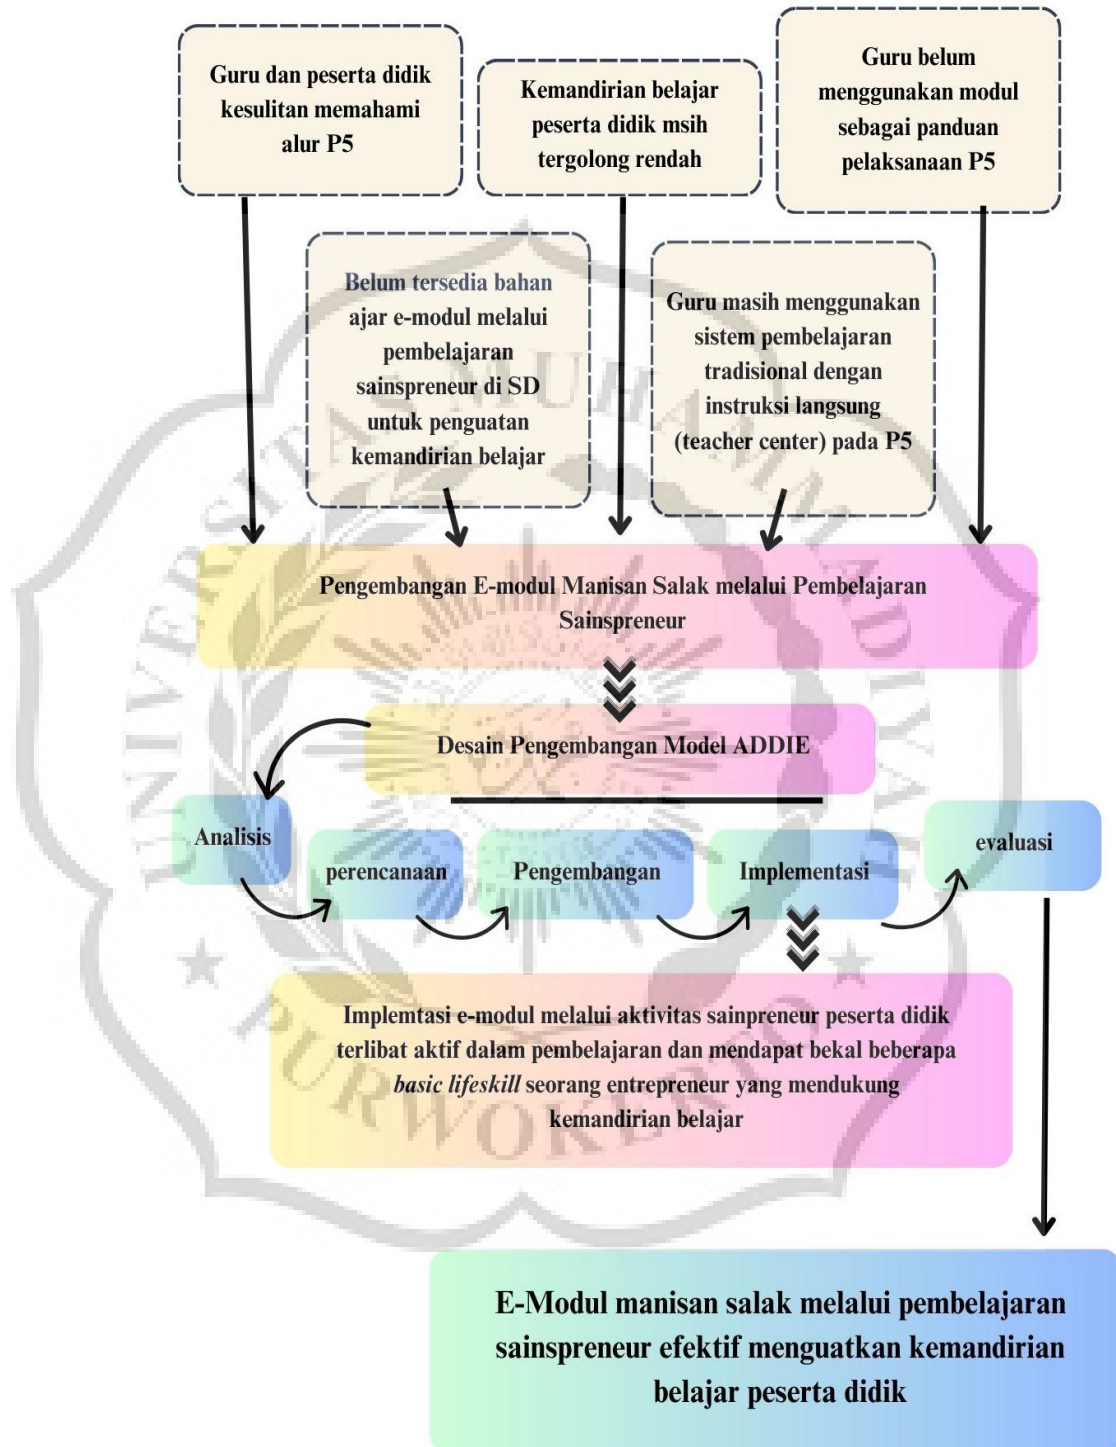 Guru dan peserta didik
kesulitan memahami
alur P5
Kemandirian belajar
peserta didik msih
tergolong rendah
Guru belum
menggunakan modul
sebagai panduan
pelaksanaan P5
Belum tersedia bahan
ajar e-modul melalui
pembelajaran
sainspreneur di SD
untuk penguatan
kemandirian belajar
Guru masih menggunakan
sistem pembelajaran
tradisional dengan
instruksi langsung
(teacher center) pada P5
Pengembangan E-modul Manisan Salak melalui Pembelajaran
Sainspreneur
Desain Pengembangan Model ADDIE
Analisis
perencanaan
Pengembangan
Implementasi
evaluasi
Implemtasi e-modul melalui aktivitas sainpreneur peserta didik
terlibat aktif dalam pembelajaran dan mendapat bekal beberapa
basic lifeskill seorang entrepreneur yang mendukung
kemandirian belajar
E-Modul manisan salak melalui pembelajaran
sainspreneur efektif menguatkan kemandirian
belajar peserta didik
UNIVERSITAS MUHAMMADIYAH
PURWOKERTO